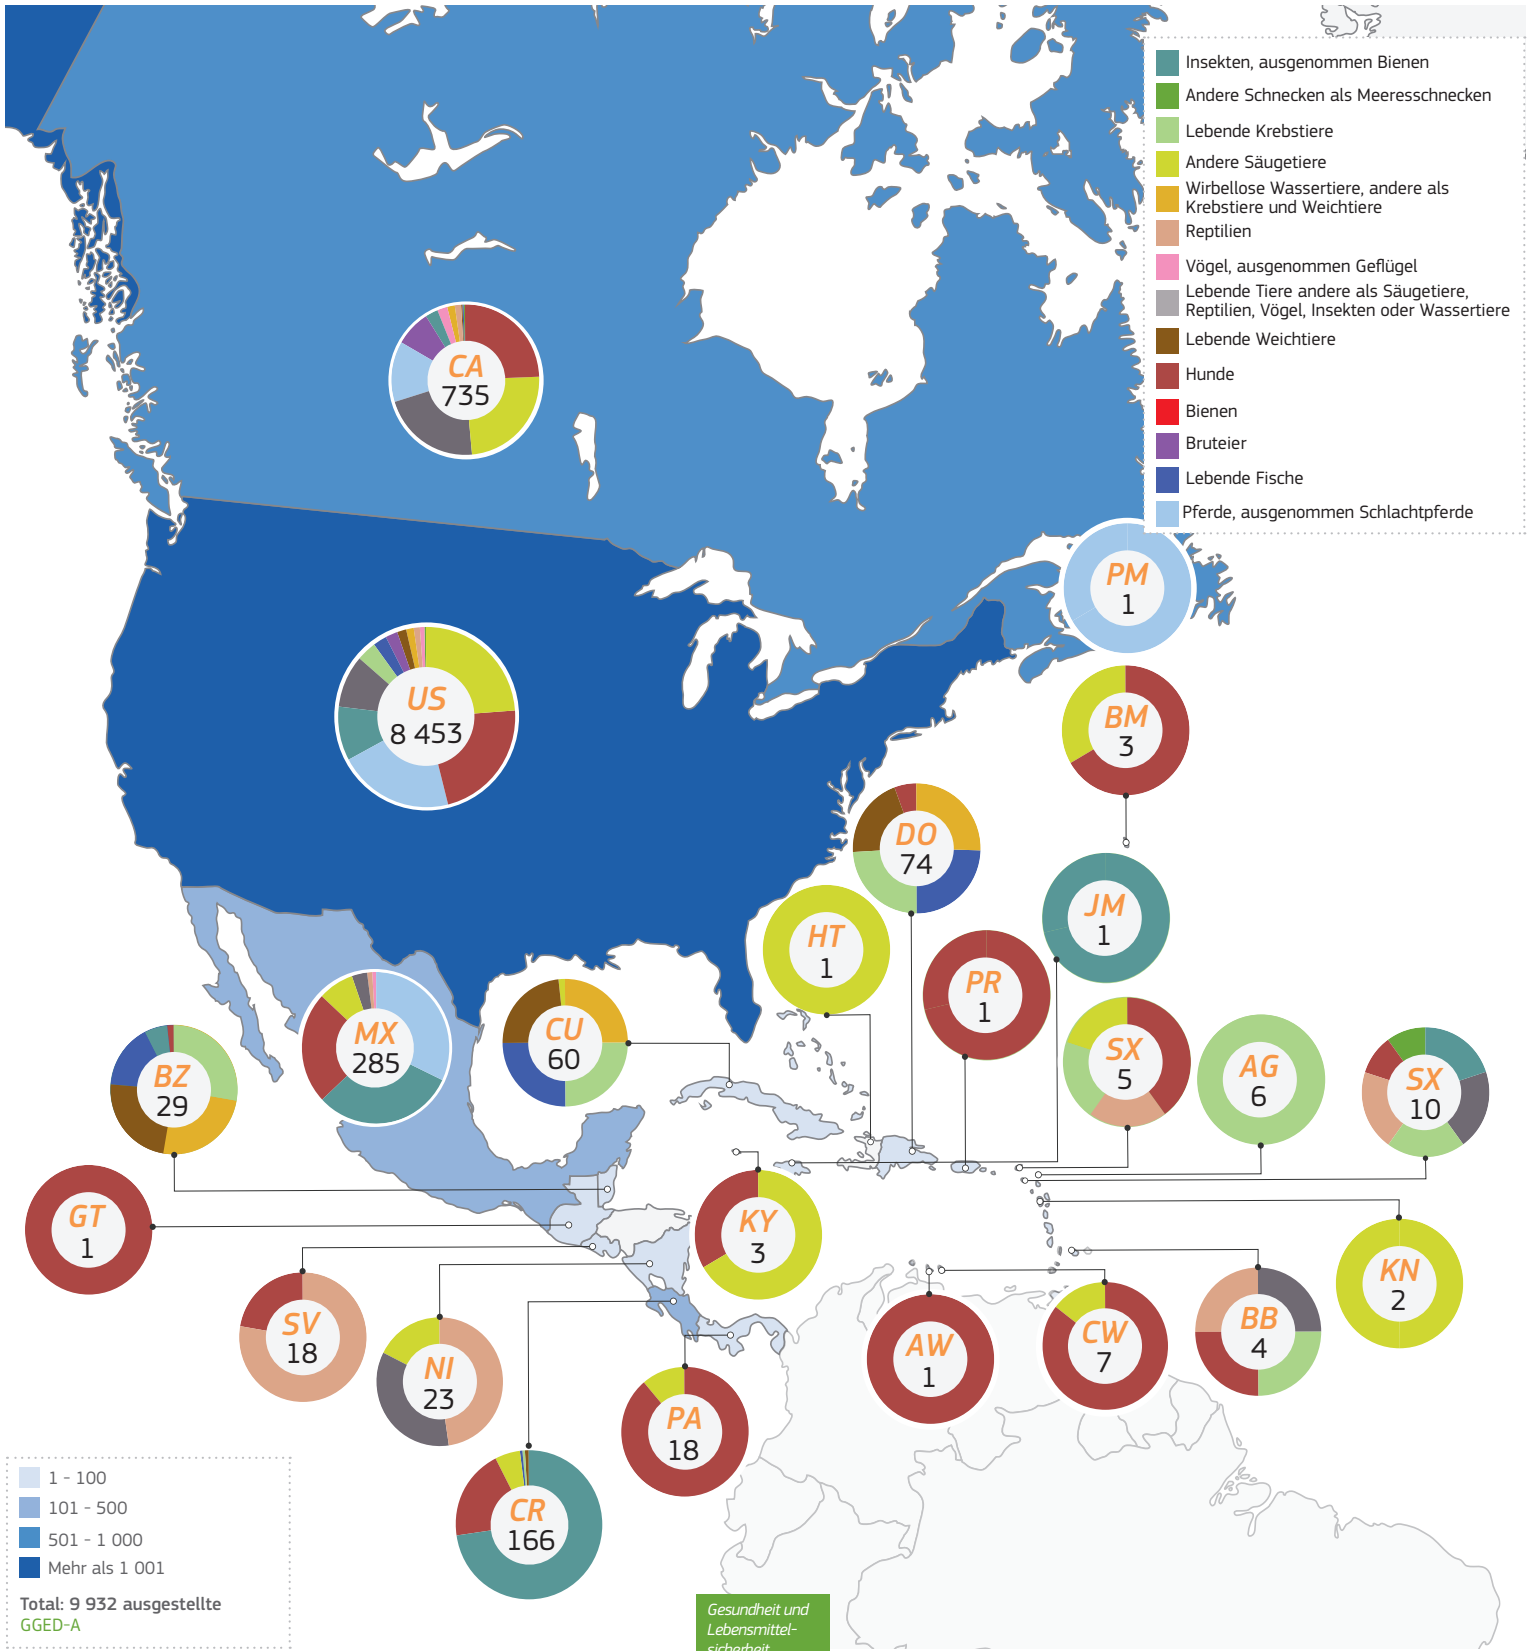 Insekten, ausgenommen Bienen
Andere Schnecken als Meeresschnecken
Lebende Krebstiere
Andere Säugetiere
Wirbellose Wassertiere, andere als
Krebstiere und Weichtiere
Reptilien
Vögel, ausgenommen Geflügel
Lebende Tiere andere als Säugetiere,
Reptilien, Vögel, Insekten oder Wassertiere
Lebende Weichtiere
Hunde
Bienen
Bruteier
Lebende Fische
Pferde, ausgenommen Schlachtpferde
CA
735
PM
1
US
8 453
BM
3
DO
74
JM
1
HT
1
PR
1
MX
285
CU
60
SX
5
AG
6
SX
10
BZ
29
GT
1
KY
3
KN
2
SV
18
NI
23
AW
1
CW
7
BB
4
PA
18
CR
166
1 - 100
101 - 500
501 - 1 000
Mehr als 1 001
Total: 9 932 ausgestellte
GGED-A
Gesundheit und
Lebensmittel-
sicherheit